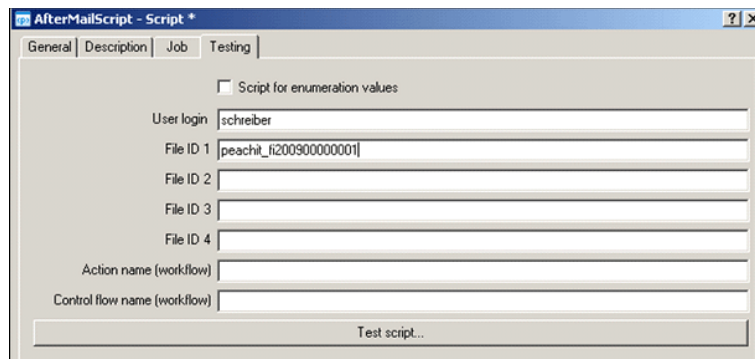 cps AfterMailScript - Script *
General Description Job Testing
Script for enumeration values
User login schreiber
File ID 1 peachit_fi200900000001
File ID 2
File ID 3
File ID 4
Action name (workflow)
Control flow name (workflow)
Test script...